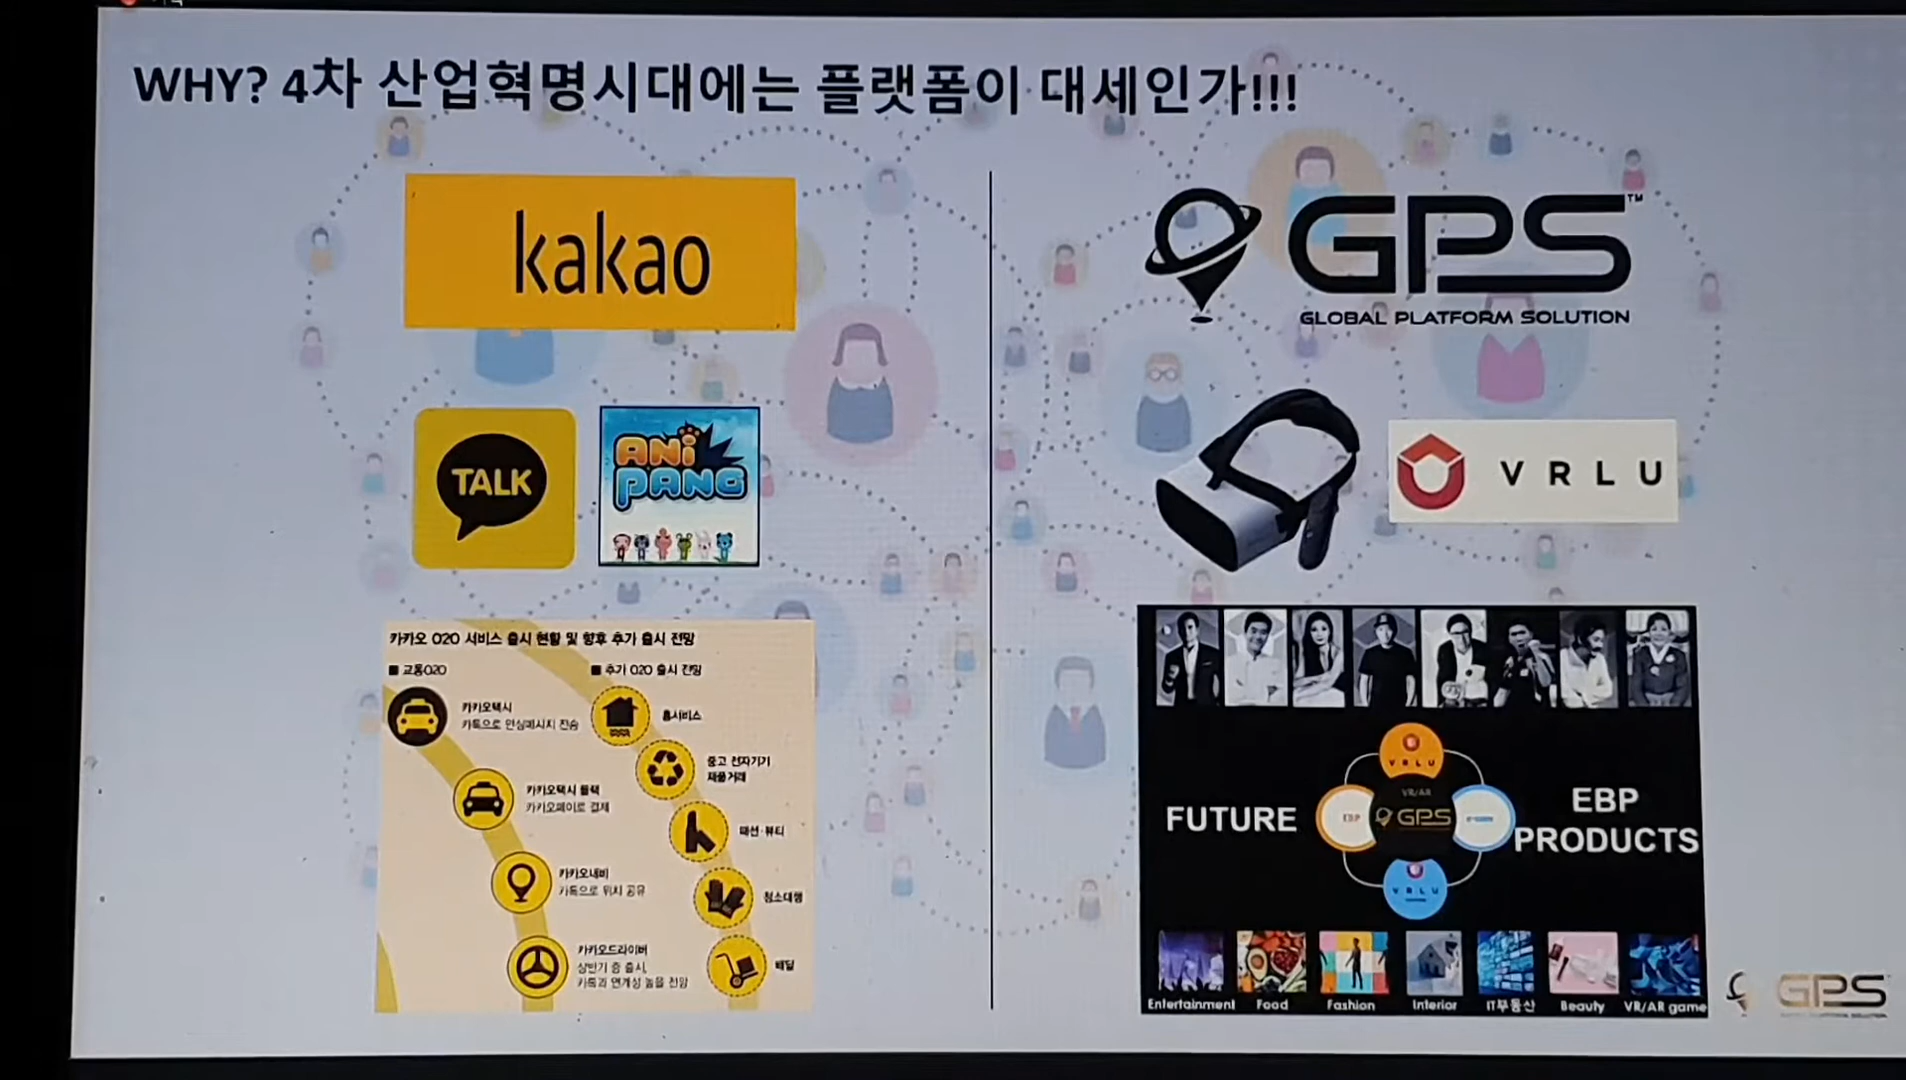 WHY? 4차 산업혁명시대에는 플랫폼이 대세인가!!!
kakao
TALK
ANI
PANG
카카오 O2O 서비스 출시 현황 및 향후 추가 출시 전망
■ 교통O2O
■ 추가 O2O 출시 전망
카카오택시
카톡으로 안심메시지 전송
홈서비스
중고 전자기기
제품거래
카카오택시 블랙
카카오페이로 결제
패션·뷰티
카카오내비
카톡으로 위치 공유
청소대행
카카오드라이버
상반기 중 출시,
카톡과 연계성 높을 전망
배달
GPS™
GLOBAL PLATFORM SOLUTION
VRLU
VRLU
VR/AR
FUTURE
EBP
GPS
EBP
PRODUCTS
VRLU
Entertainment
Food
Fashion
Interior
IT부동산
Beauty
VR/AR game
GPS